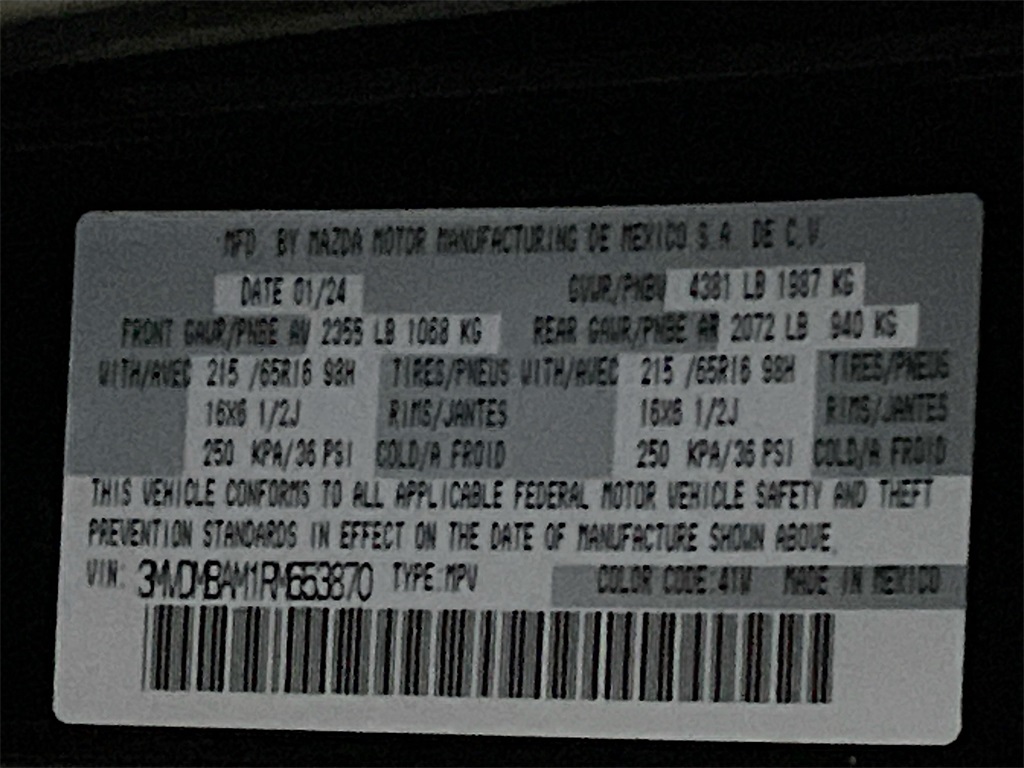 MFD. BY MAZDA MOTOR MANUFACTURING DE MEXICO S.A. DE C.V.
DATE 01/24 GVWR/PNBV 4381 LB 1987 KG
FRONT GAWR/PNBE AV 2355 LB 1068 KG REAR GAWR/PNBE AR 2072 LB 940 KG
WITH/AVEC 215 /65R16 98H TIRES/PNEUS WITH/AVEC 215 /65R16 98H TIRES/PNEUS
16X6 1/2J RIMS/JANTES 16X6 1/2J RIMS/JANTES
250 KPA/36 PSI COLD/A FROID 250 KPA/36 PSI COLD/A FROID
THIS VEHICLE CONFORMS TO ALL APPLICABLE FEDERAL MOTOR VEHICLE SAFETY AND THEFT
PREVENTION STANDARDS IN EFFECT ON THE DATE OF MANUFACTURE SHOWN ABOVE.
VIN: 3MVDMBAM1RM653870 TYPE:MPV COLOR CODE:41W MADE IN MEXICO